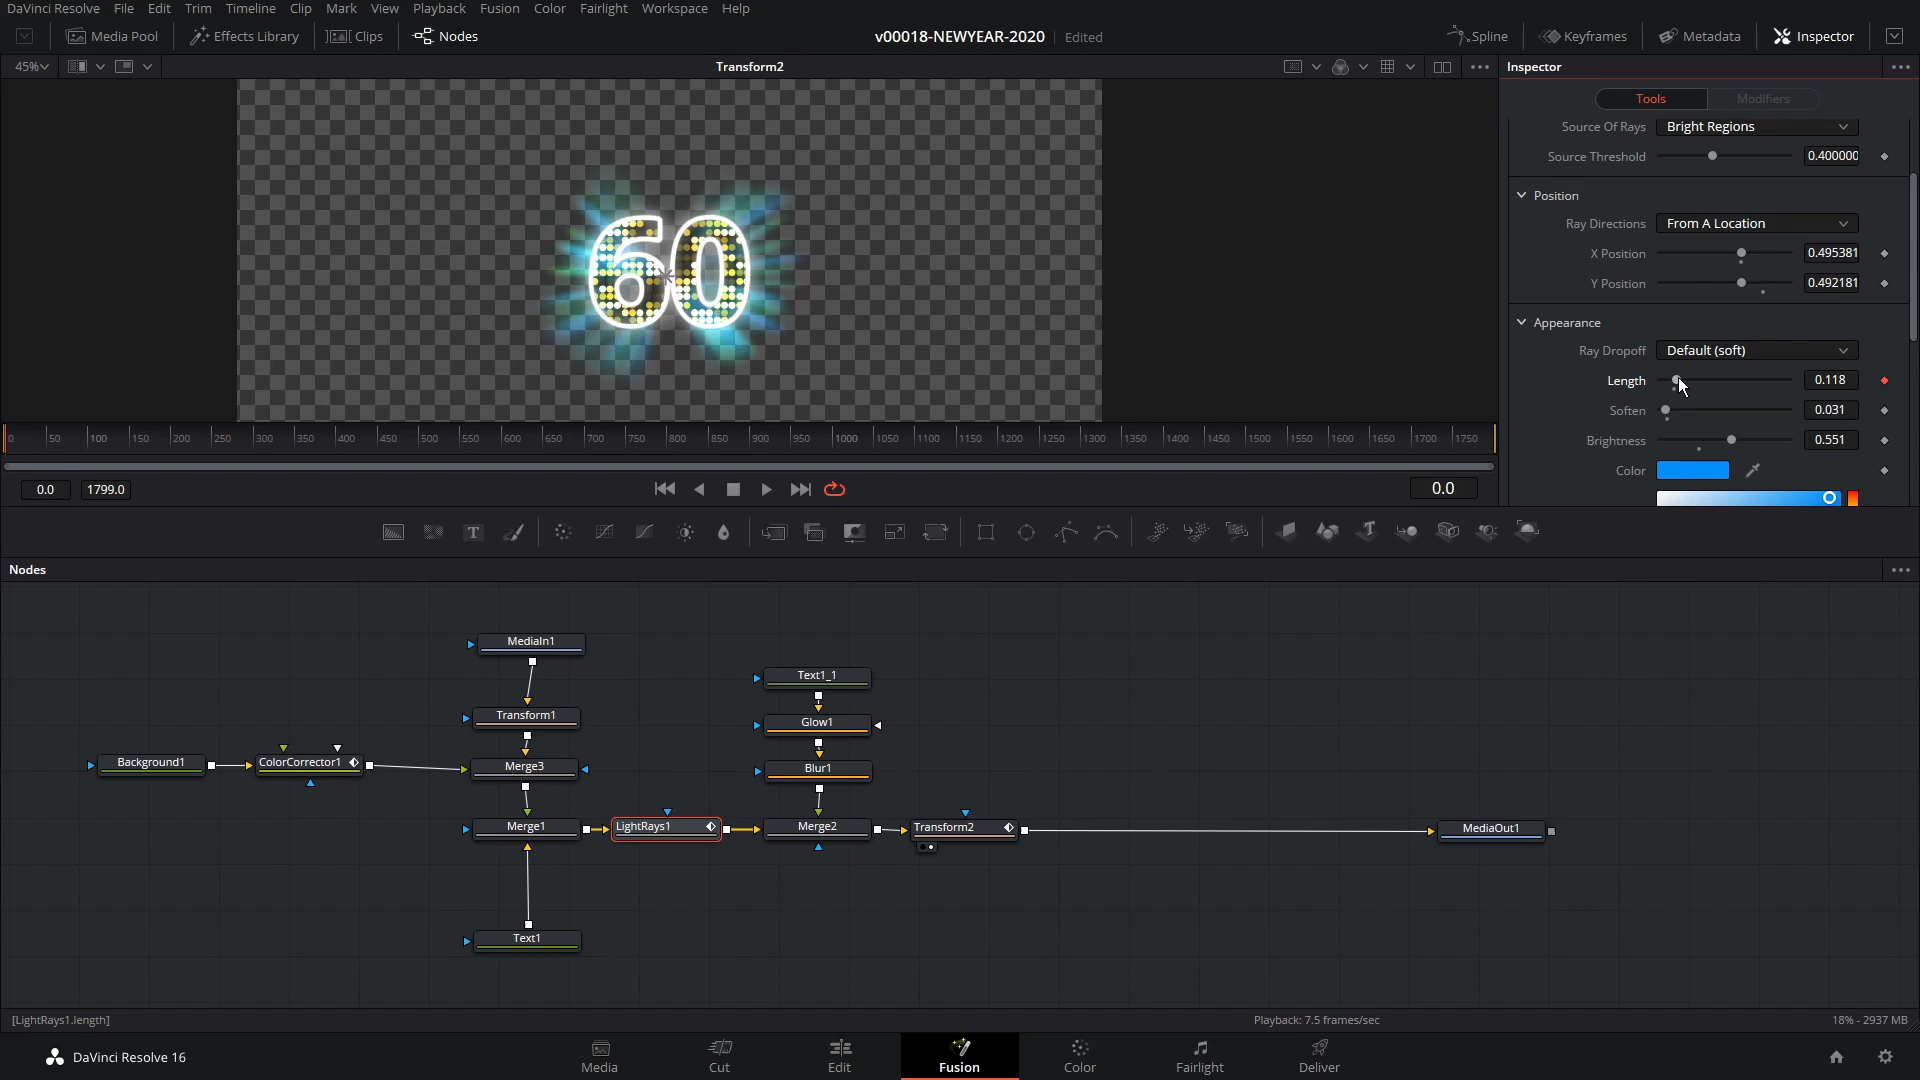 DaVinci Resolve File Edit Trim Timeline Clip Mark View Playback Fusion Color Fairlight Workspace Help
Media Pool Effects Library Clips Nodes v00018-NEWYEAR-2020 Edited Spline Keyframes Metadata Inspector
45% Transform2 Inspector
Tools Modifiers
Source Of Rays Bright Regions
Source Threshold 0.400000
Position
Ray Directions From A Location
X Position 0.495381
Y Position 0.492181
60
Appearance
Ray Dropoff Default (soft)
Length 0.118
Soften 0.031
Brightness 0.551
Color
0 50 100 150 200 250 300 350 400 450 500 550 600 650 700 750 800 850 900 950 1000 1050 1100 1150 1200 1250 1300 1350 1400 1450 1500 1550 1600 1650 1700 1750
0.0 1799.0 0.0
Nodes
MediaIn1
Text1_1
Transform1
Glow1
Background1 ColorCorrector1 Merge3 Blur1
Merge1 LightRays1 Merge2 Transform2 MediaOut1
Text1
[LightRays1.length] Playback: 7.5 frames/sec 18% - 2937 MB
DaVinci Resolve 16 Media Cut Edit Fusion Color Fairlight Deliver